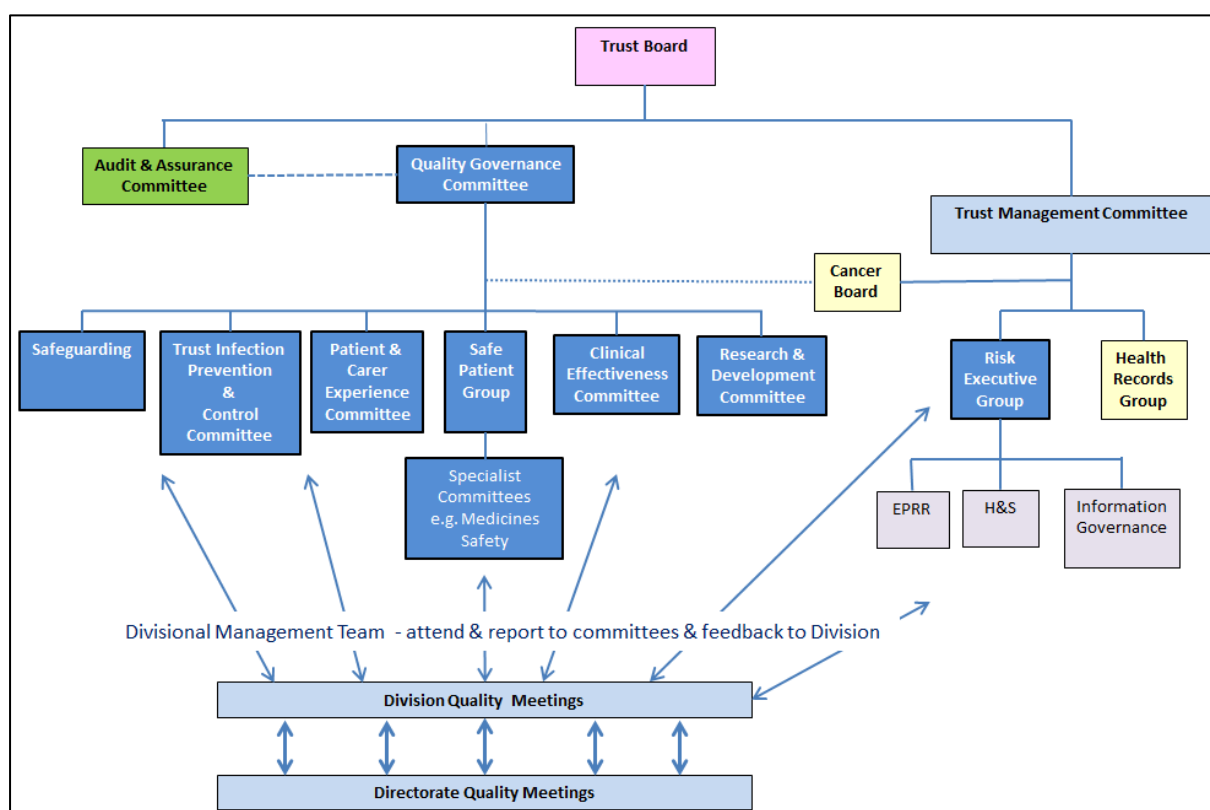 Trust Board
Audit & Assurance
Committee
Quality Governance
Committee
Trust Management Committee
Cancer
Board
Safeguarding
Trust Infection
Prevention
&
Control
Committee
Patient &
Carer
Experience
Committee
Safe
Patient
Group
Clinical
Effectiveness
Committee
Research &
Development
Committee
Risk
Executive
Group
Health
Records
Group
Specialist
Committees
e.g. Medicines
Safety
EPRR
H&S
Information
Governance
Divisional Management Team - attend & report to committees & feedback to Division
Division Quality Meetings
Directorate Quality Meetings